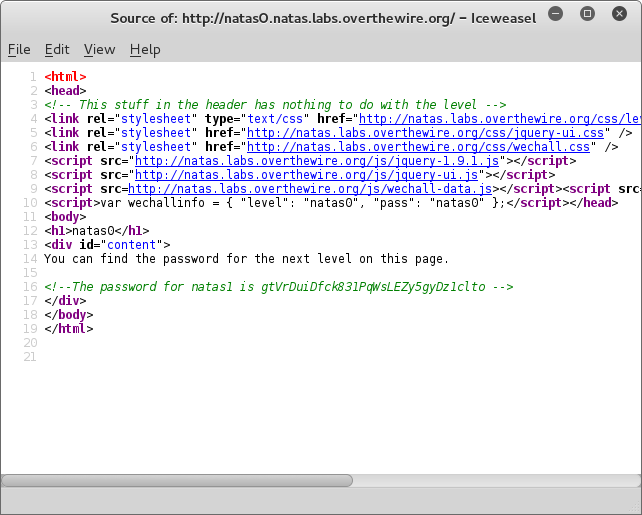 Source of: http://natas0.natas.labs.overthewire.org/ - Iceweasel
File Edit View Help
1 <html>
2 <head>
3 <!-- This stuff in the header has nothing to do with the level -->
4 <link rel="stylesheet" type="text/css" href="http://natas.labs.overthewire.org/css/le
5 <link rel="stylesheet" href="http://natas.labs.overthewire.org/css/jquery-ui.css" />
6 <link rel="stylesheet" href="http://natas.labs.overthewire.org/css/wechall.css" />
7 <script src="http://natas.labs.overthewire.org/js/jquery-1.9.1.js"></script>
8 <script src="http://natas.labs.overthewire.org/js/jquery-ui.js"></script>
9 <script src=http://natas.labs.overthewire.org/js/wechall-data.js></script><script src=
10 <script>var wechallinfo = { "level": "natas0", "pass": "natas0" };</script></head>
11 <body>
12 <h1>natas0</h1>
13 <div id="content">
14 You can find the password for the next level on this page.
15
16 <!--The password for natas1 is gtVrDuiDfck831PqWsLEZy5gyDz1clto -->
17 </div>
18 </body>
19 </html>
20
21